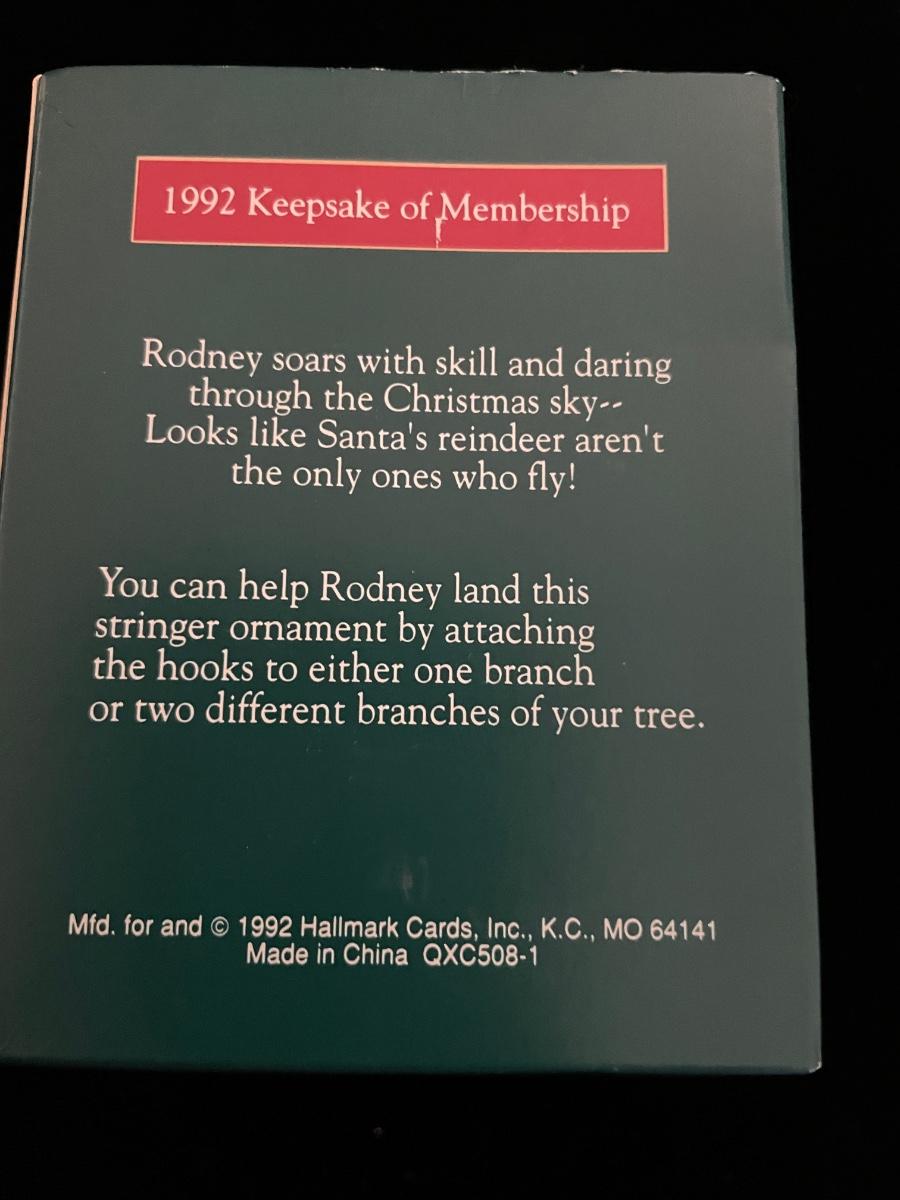 1992 Keepsake of Membership
Rodney soars with skill and daring
through the Christmas sky--
Looks like Santa's reindeer aren't
the only ones who fly!
You can help Rodney land this
stringer ornament by attaching
the hooks to either one branch
or two different branches of your tree.
Mfd. for and © 1992 Hallmark Cards, Inc., K.C., MO 64141
Made in China QXC508-1